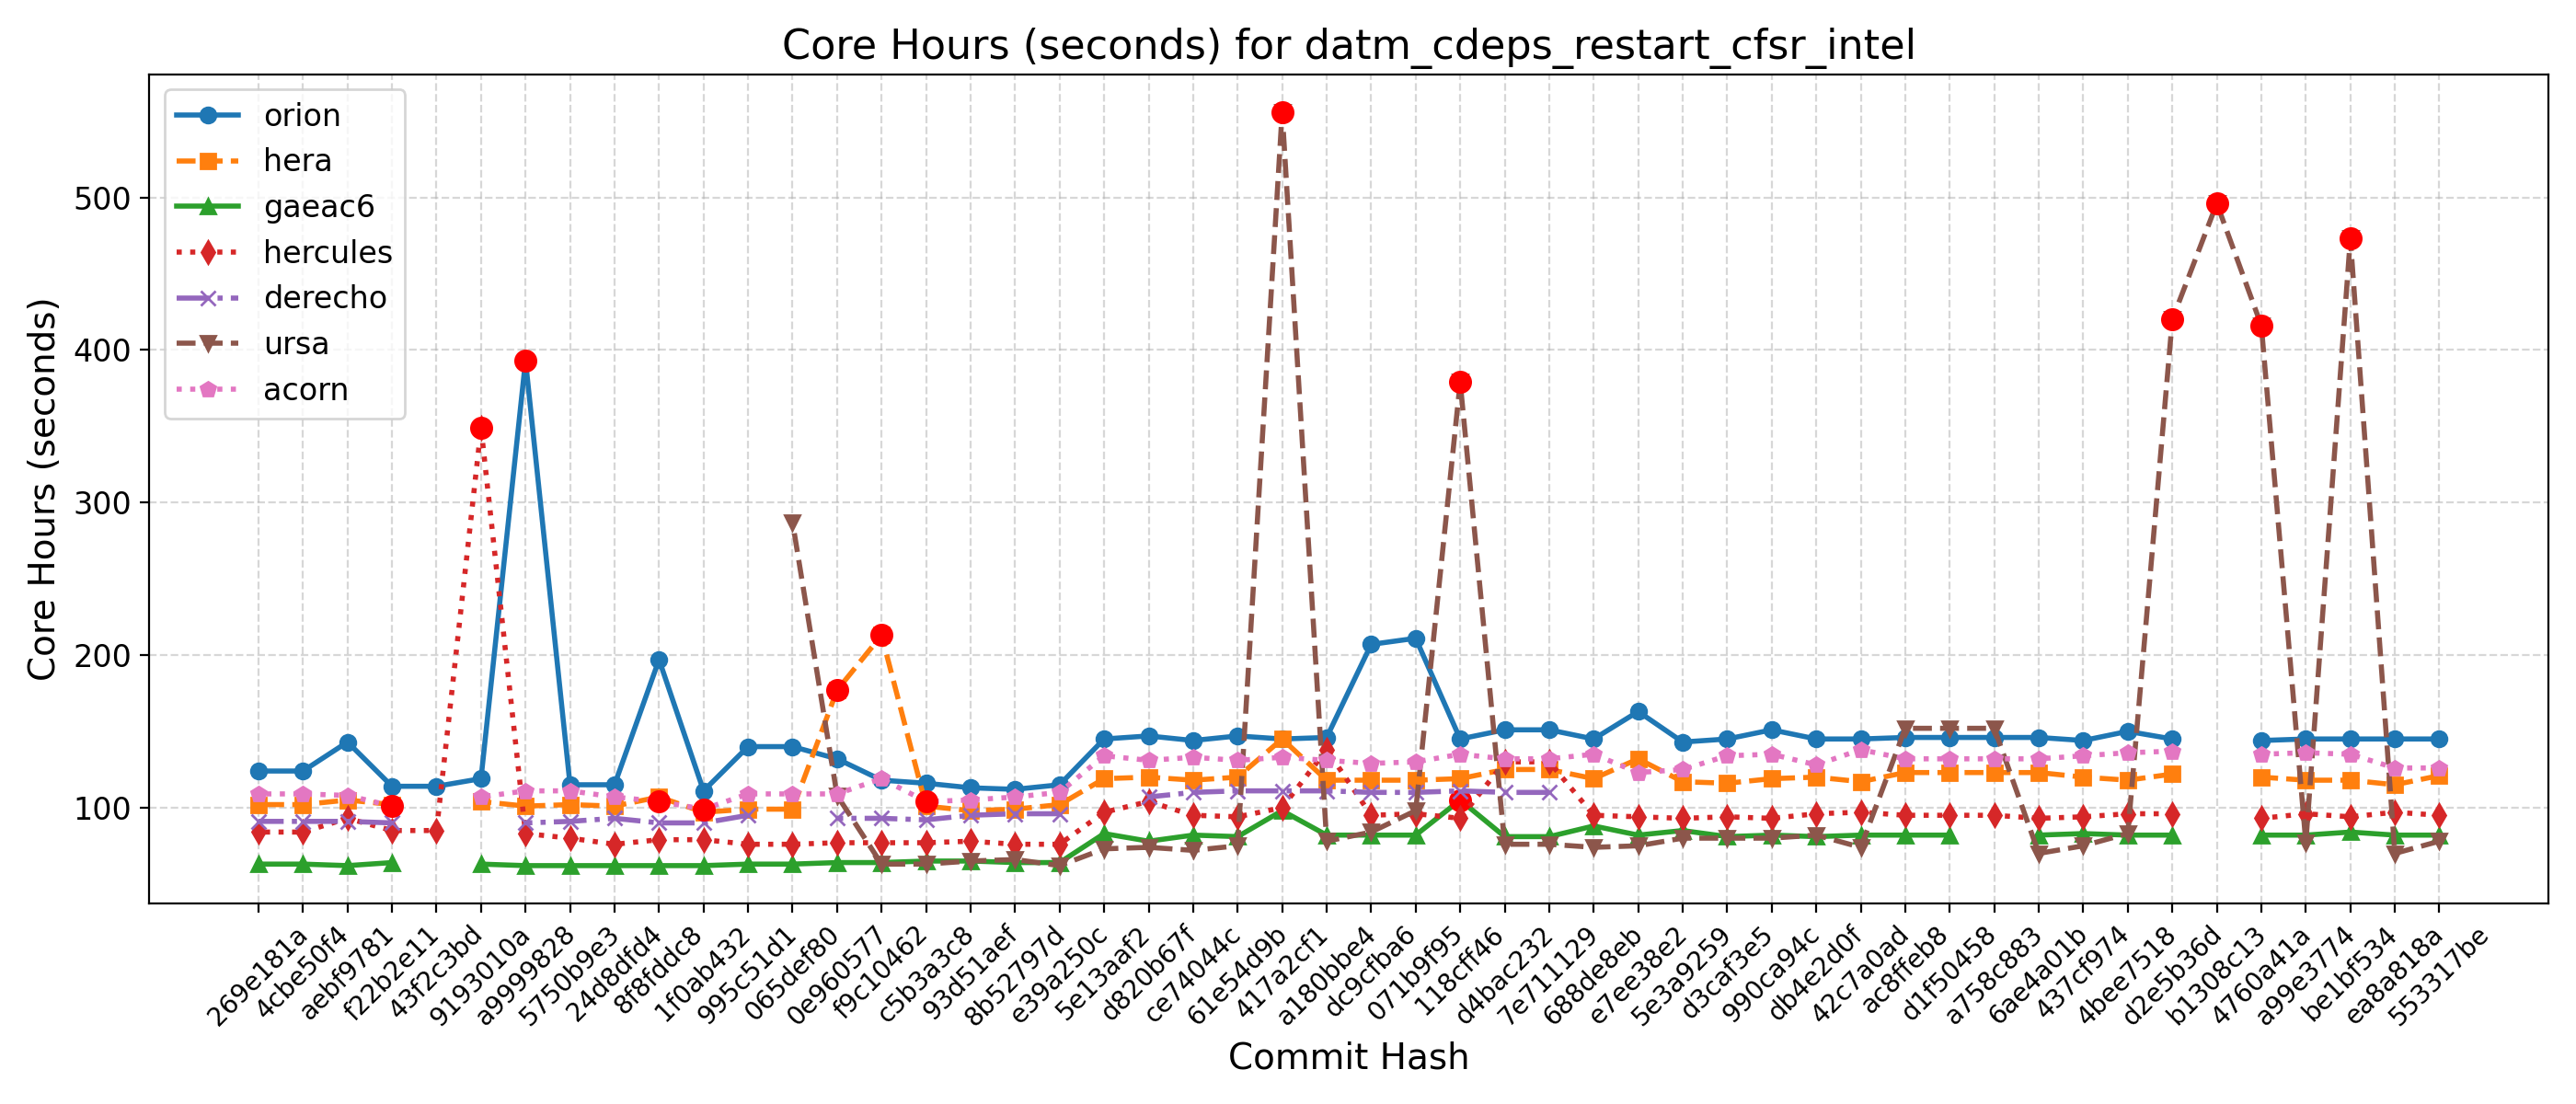 Core Hours (seconds) for datm_cdeps_restart_cfsr_intel
orion
hera
gaeac6
hercules
derecho
ursa
acorn
Core Hours (seconds)
500
400
300
200
100
269e181a
4cbe50f4
aebf9781
f22b2e11
43f2c3bd
9193010a
a9999828
5750b9e3
24d8dfd4
8f8fddc8
1f0ab432
995c51d1
065def80
0e960577
f9c10462
c5b3a3c8
93d51aef
8b52797d
e39a250c
5e13aaf2
d820b67f
ce74044c
61e54d9b
417a2cf1
a180bbe4
dc9cfba6
071b9f95
118cff46
d4bac232
7e711129
688de8eb
e7ee38e2
5e3a9259
d3caf3e5
990ca94c
db4e2d0f
42c7a0ad
ac8ffeb8
d1f50458
a758c883
6ae4a01b
437cf974
4bee7518
d2e5b36d
b1308c13
4760a41a
a99e3774
be1bf534
ea8a818a
553317be
Commit Hash